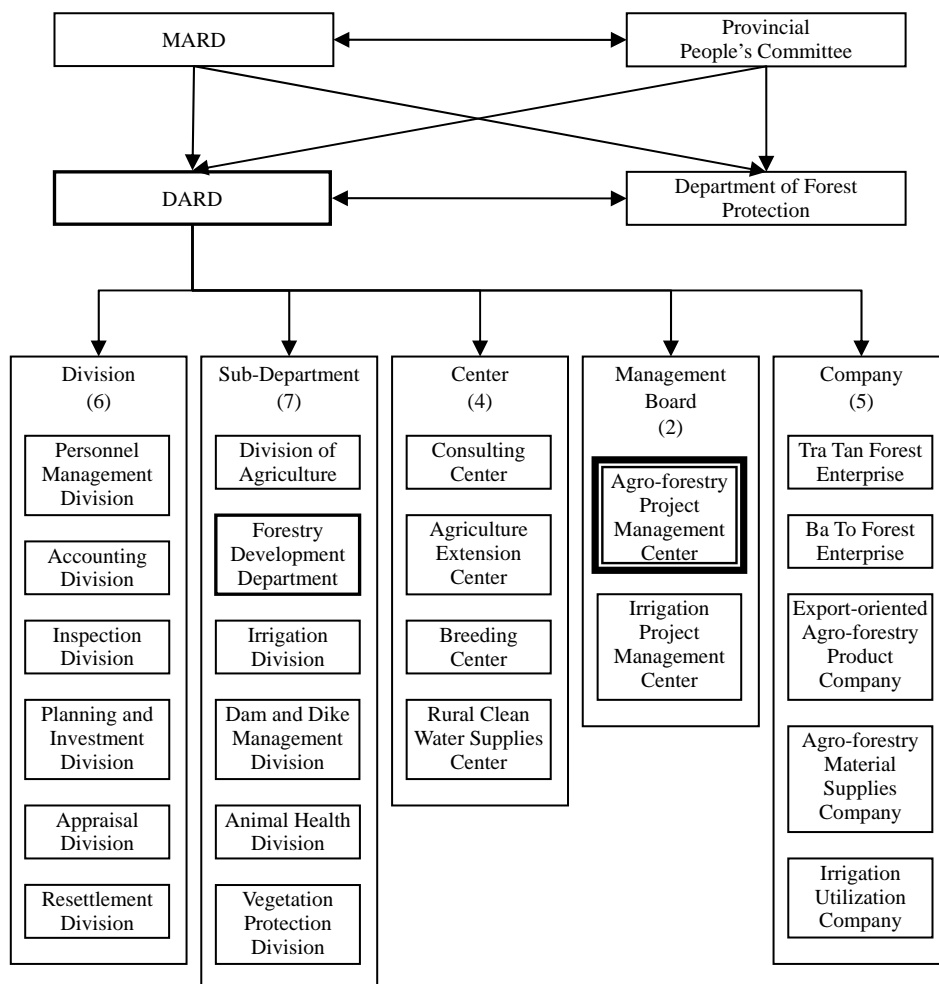 MARD
Provincial
People’s Committee
DARD
Department of Forest
Protection
Division
(6)
Personnel
Management
Division
Accounting
Division
Inspection
Division
Planning and
Investment
Division
Appraisal
Division
Resettlement
Division
Sub-Department
(7)
Division of
Agriculture
Forestry
Development
Department
Irrigation
Division
Dam and Dike
Management
Division
Animal Health
Division
Vegetation
Protection
Division
Center
(4)
Consulting
Center
Agriculture
Extension
Center
Breeding
Center
Rural Clean
Water Supplies
Center
Management
Board
(2)
Agro-forestry
Project
Management
Center
Irrigation
Project
Management
Center
Company
(5)
Tra Tan Forest
Enterprise
Ba To Forest
Enterprise
Export-oriented
Agro-forestry
Product
Company
Agro-forestry
Material
Supplies
Company
Irrigation
Utilization
Company